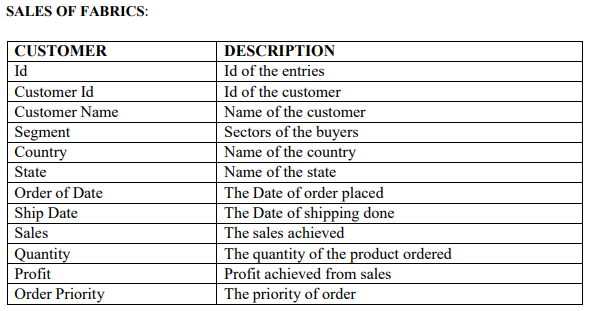 SALES OF FABRICS:
CUSTOMER DESCRIPTION
Id Id of the entries
Customer Id Id of the customer
Customer Name Name of the customer
Segment Sectors of the buyers
Country Name of the country
State Name of the state
Order of Date The Date of order placed
Ship Date The Date of shipping done
Sales The sales achieved
Quantity The quantity of the product ordered
Profit Profit achieved from sales
Order Priority The priority of order